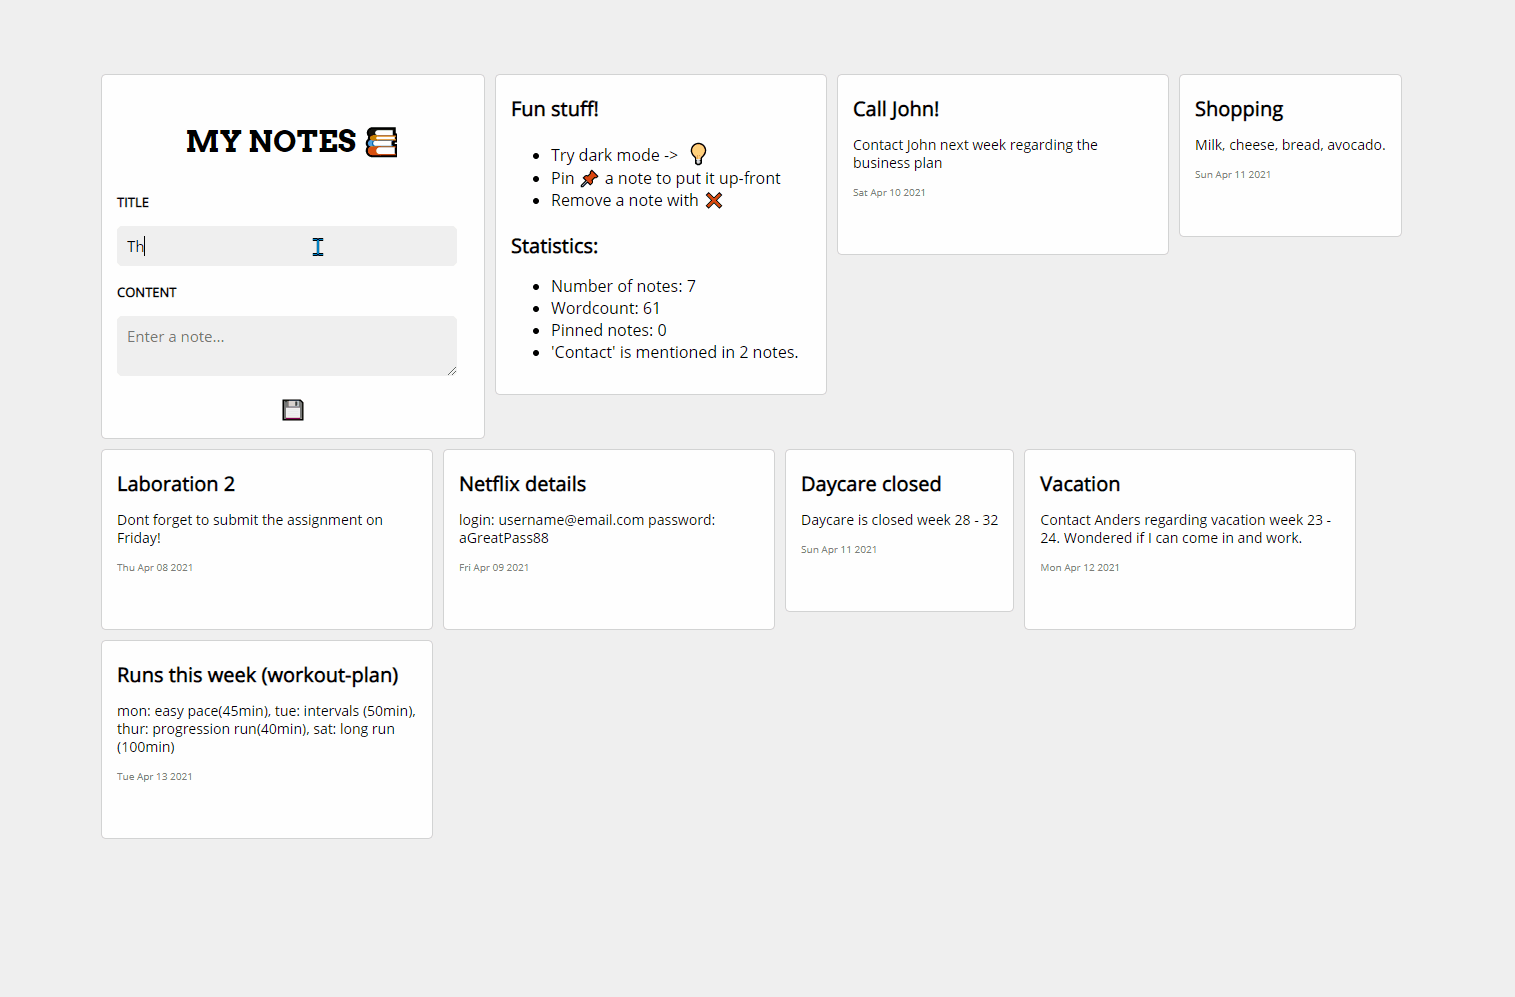 MY NOTES
TITLE
Th
CONTENT
Enter a note...
Fun stuff!
Try dark mode ->
Pin a note to put it up-front
Remove a note with
Statistics:
Number of notes: 7
Wordcount: 61
Pinned notes: 0
'Contact' is mentioned in 2 notes.
Call John!
Contact John next week regarding the
business plan
Sat Apr 10 2021
Shopping
Milk, cheese, bread, avocado.
Sun Apr 11 2021
Laboration 2
Dont forget to submit the assignment on
Friday!
Thu Apr 08 2021
Netflix details
login: username@email.com password:
aGreatPass88
Fri Apr 09 2021
Daycare closed
Daycare is closed week 28 - 32
Sun Apr 11 2021
Vacation
Contact Anders regarding vacation week 23 -
24. Wondered if I can come in and work.
Mon Apr 12 2021
Runs this week (workout-plan)
mon: easy pace(45min), tue: intervals (50min),
thur: progression run(40min), sat: long run
(100min)
Tue Apr 13 2021